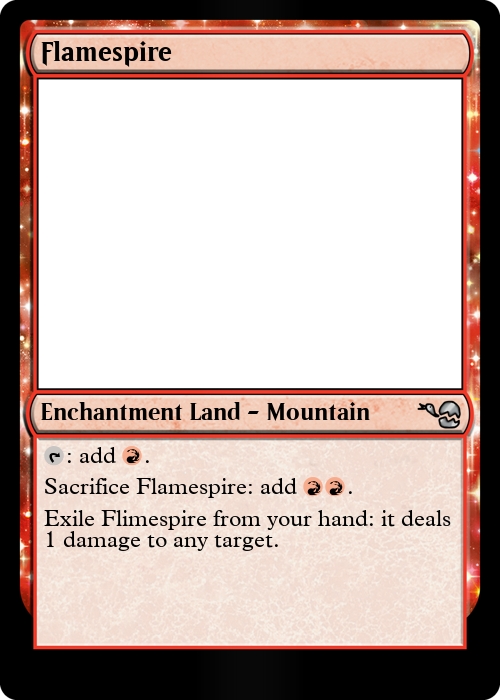 Flamespire
Enchantment Land – Mountain
: add .
Sacrifice Flamespire: add .
Exile Flimespire from your hand: it deals
1 damage to any target.